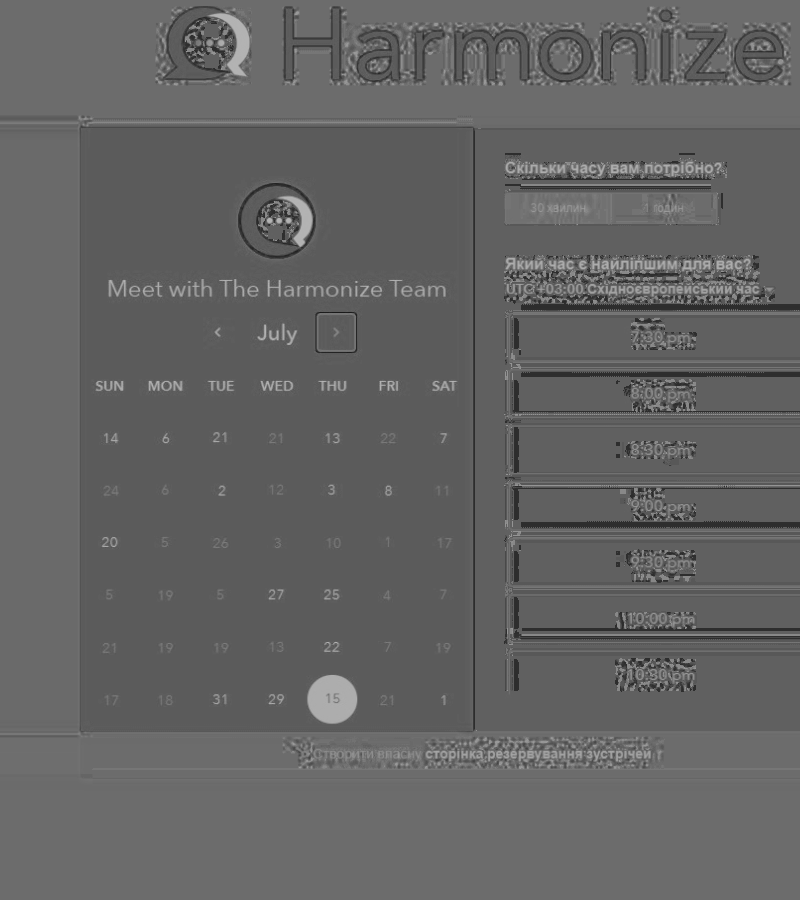 Harmonize
Meet with The Harmonize Team
July
SUN MON TUE WED THU FRI SAT
14 6 21 21 13 22 7
24 6 2 12 3 8 11
20 5 26 3 10 1 17
5 19 5 27 25 4 7
21 19 19 13 22 7 19
17 18 31 29 15 21 1
Скільки часу вам потрібно?
30 хвилин 1 годин
Який час є найліпшим для вас?
UTC +03:00 Східноєвропейський час
7:30 pm
8:00 pm
8:30 pm
9:00 pm
9:30 pm
10:00 pm
10:30 pm
Створити власну сторінка резервування зустрічей